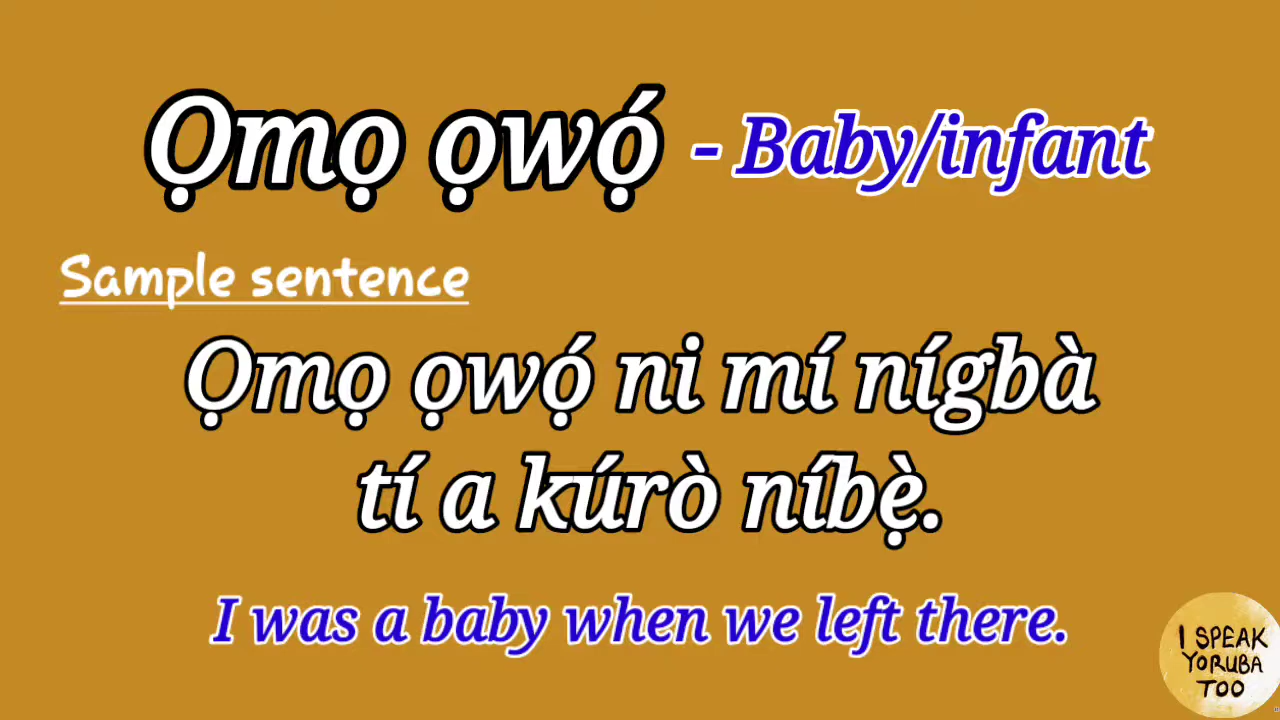 Ọmọ ọwọ́ - Baby/infant
Sample sentence
Ọmọ ọwọ́ ni mí nígbà
tí a kúrò níbẹ̀.
I was a baby when we left there.
I SPEAK
YORUBA
TOO